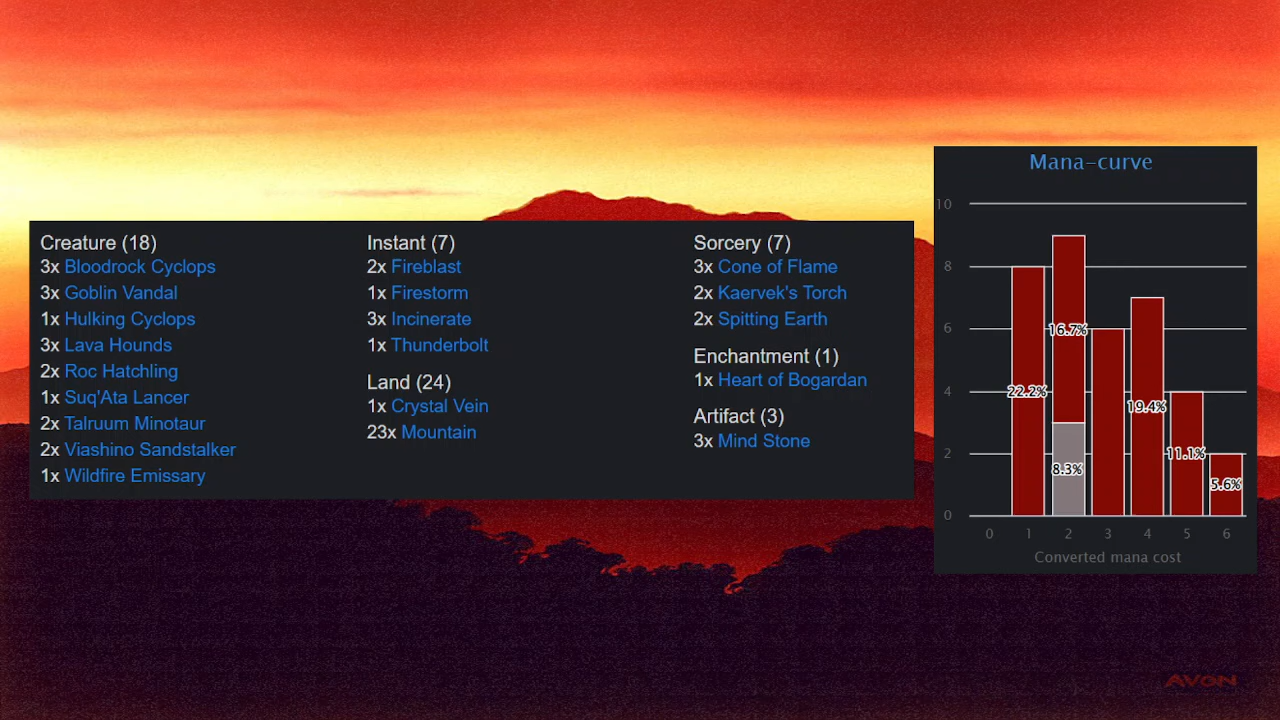 Creature (18)
3x Bloodrock Cyclops
3x Goblin Vandal
1x Hulking Cyclops
3x Lava Hounds
2x Roc Hatchling
1x Suq'Ata Lancer
2x Talruum Minotaur
2x Viashino Sandstalker
1x Wildfire Emissary
Instant (7)
2x Fireblast
1x Firestorm
3x Incinerate
1x Thunderbolt
Land (24)
1x Crystal Vein
23x Mountain
Sorcery (7)
3x Cone of Flame
2x Kaervek's Torch
2x Spitting Earth
Enchantment (1)
1x Heart of Bogardan
Artifact (3)
3x Mind Stone
Mana-curve
10
8
6
4
2
0
22.2%
16.7%
8.3%
19.4%
11.1%
5.6%
0 1 2 3 4 5 6
Converted mana cost
AVON